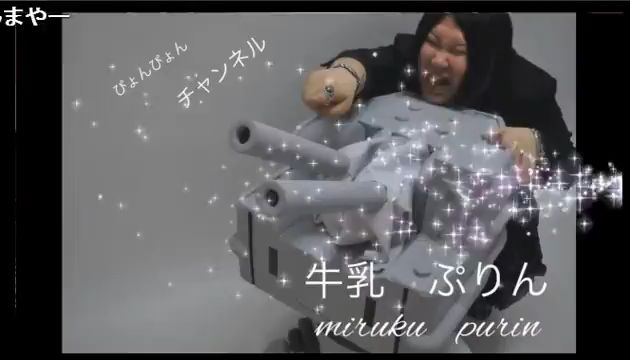 まやー
ぴょんぴょん
チャンネル
牛乳 ぷりん
miruku purin